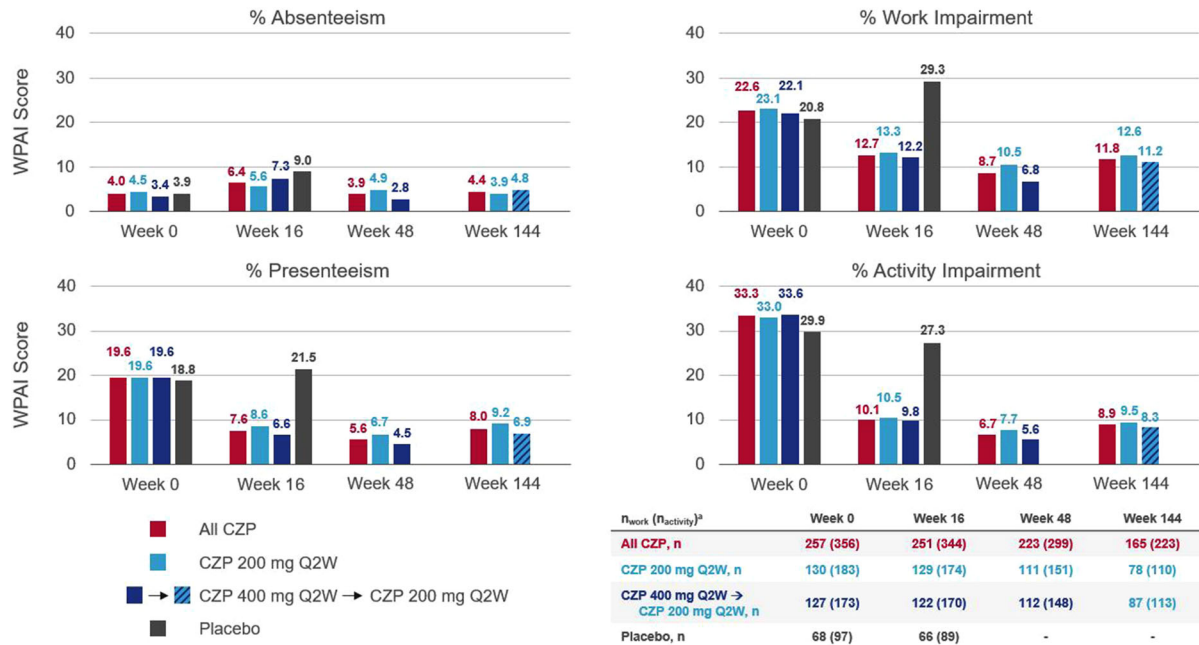 % Absenteeism
WPAI Score
40
30
20
10
0
4.0 4.5 3.4 3.9
6.4 5.6 7.3 9.0
3.9 4.9 2.8
4.4 3.9 4.8
Week 0 Week 16 Week 48 Week 144
% Work Impairment
WPAI Score
40
30
20
10
0
22.6 23.1 22.1 20.8
12.7 13.3 12.2 29.3
8.7 10.5 6.8
11.8 12.6 11.2
Week 0 Week 16 Week 48 Week 144
% Presenteeism
WPAI Score
40
30
20
10
0
19.6 19.6 19.6 18.8
7.6 8.6 6.6 21.5
5.6 6.7 4.5
8.0 9.2 6.9
Week 0 Week 16 Week 48 Week 144
% Activity Impairment
WPAI Score
40
30
20
10
0
33.3 33.0 33.6 29.9
10.1 10.5 9.8 27.3
6.7 7.7 5.6
8.9 9.5 8.3
Week 0 Week 16 Week 48 Week 144
All CZP
CZP 200 mg Q2W
→ CZP 400 mg Q2W → CZP 200 mg Q2W
Placebo
nwork (nactivity)a Week 0 Week 16 Week 48 Week 144
All CZP, n 257 (356) 251 (344) 223 (299) 165 (223)
CZP 200 mg Q2W, n 130 (183) 129 (174) 111 (151) 78 (110)
CZP 400 mg Q2W →
CZP 200 mg Q2W, n 127 (173) 122 (170) 112 (148) 87 (113)
Placebo, n 68 (97) 66 (89) - -